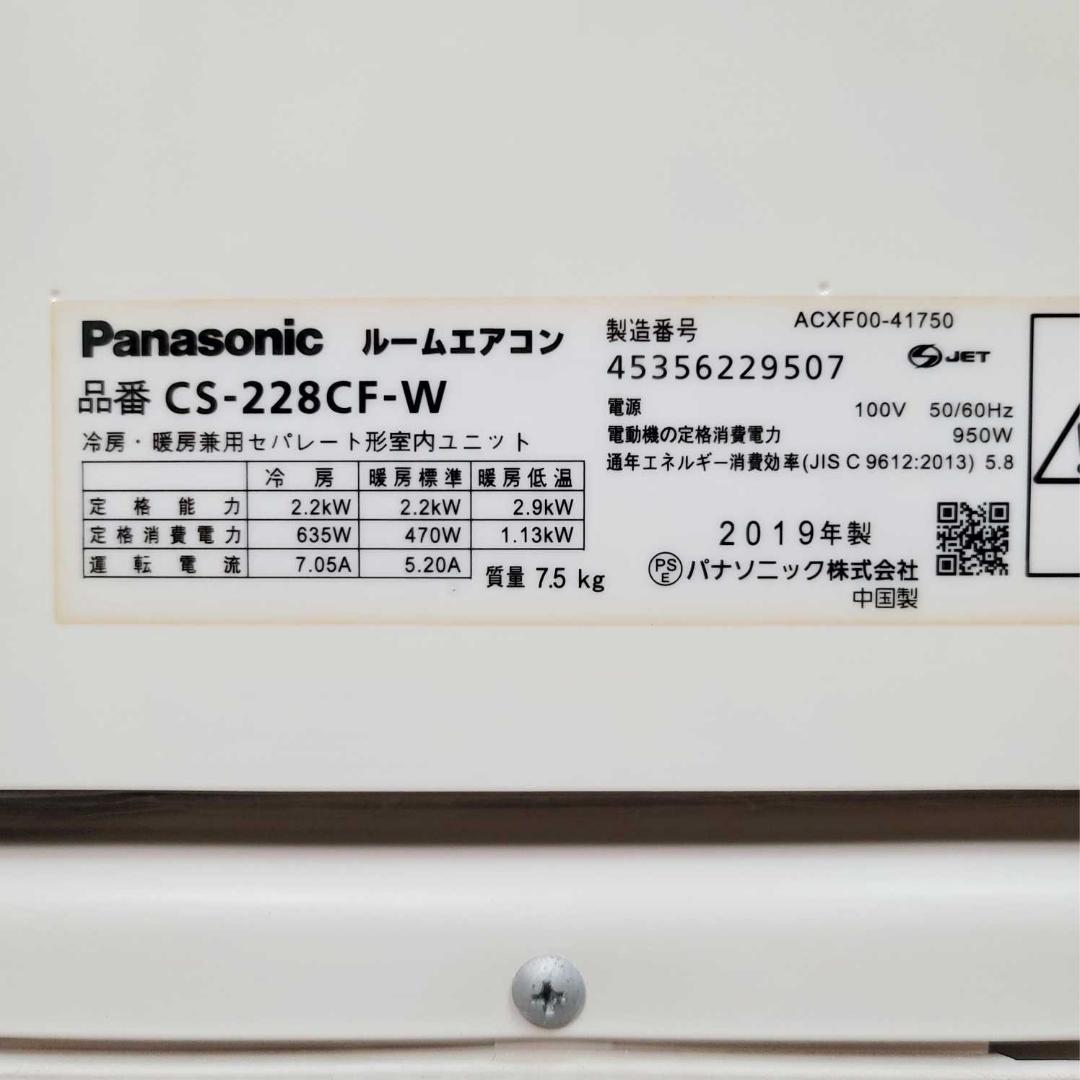 Panasonic ルームエアコン
品番 CS-228CF-W
冷房・暖房兼用セパレート形室内ユニット
冷房 暖房標準 暖房低温
定格能力 2.2kW 2.2kW 2.9kW
定格消費電力 635W 470W 1.13kW
運転電流 7.05A 5.20A
質量 7.5 kg
製造番号 ACXF00-41750
45356229507 JET
電源 100V 50/60Hz
電動機の定格消費電力 950W
通年エネルギー消費効率(JIS C 9612:2013) 5.8
2019年製
PSE パナソニック株式会社
中国製